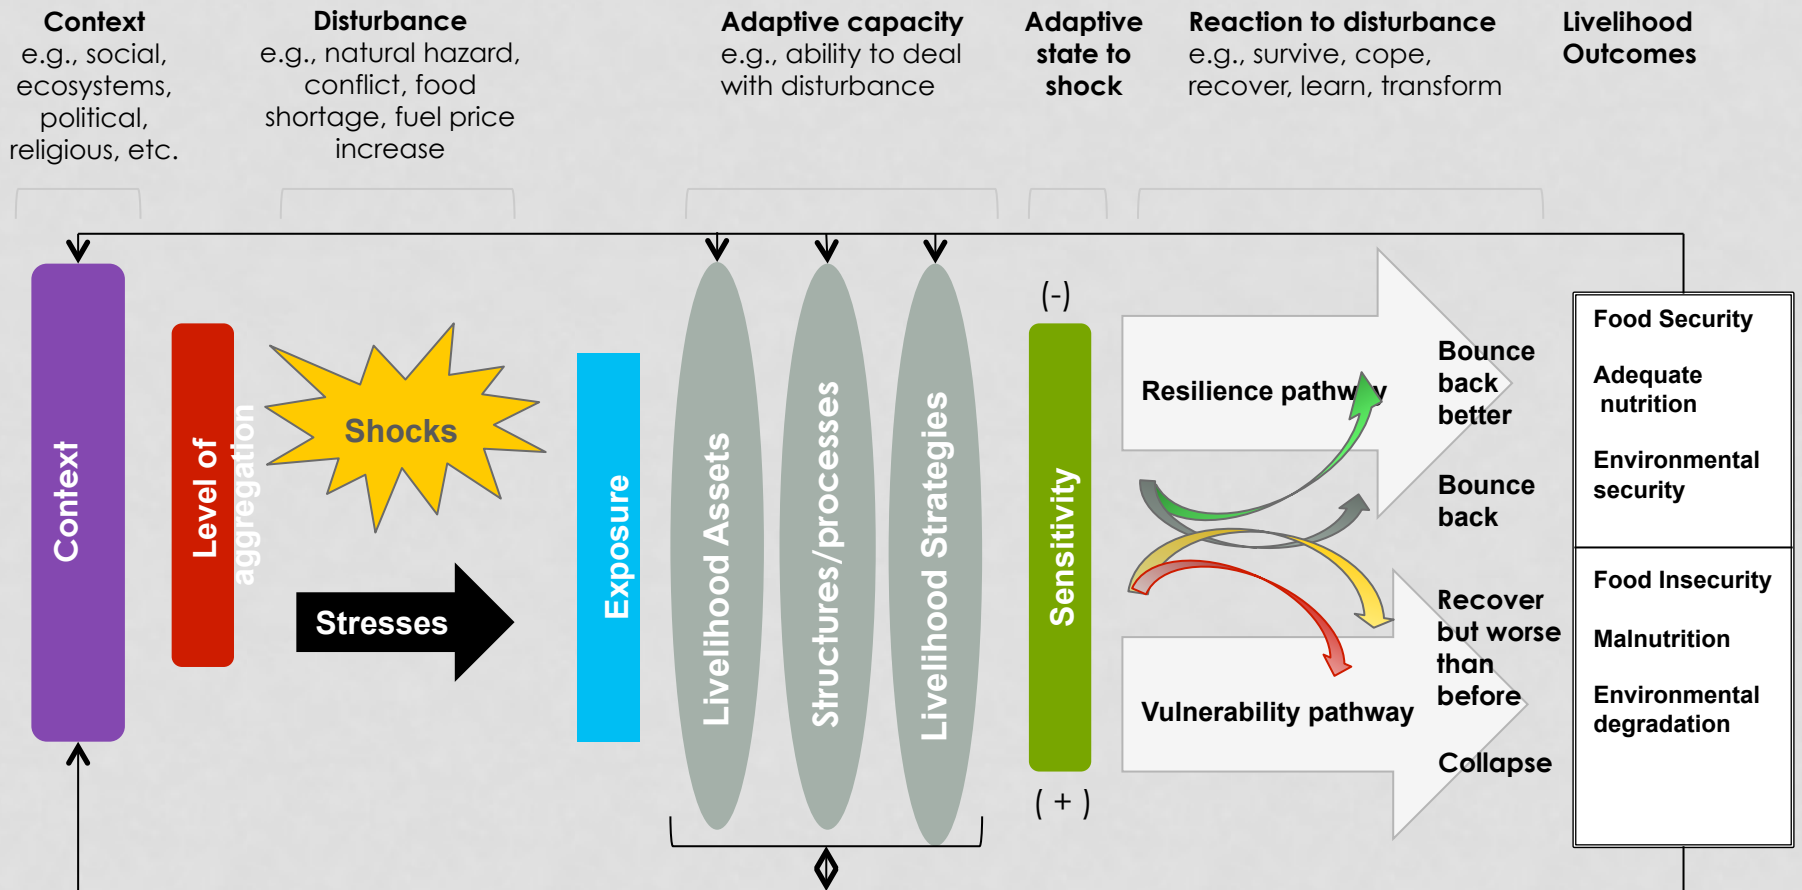 Context
e.g., social,
ecosystems,
political,
religious, etc.
Disturbance
e.g., natural hazard,
conflict, food
shortage, fuel price
increase
Adaptive capacity
e.g., ability to deal
with disturbance
Adaptive
state to
shock
Reaction to disturbance
e.g., survive, cope,
recover, learn, transform
Livelihood
Outcomes
Context
Level of
aggregation
Shocks
Stresses
Exposure
Livelihood Assets
Structures/processes
Livelihood Strategies
(-)
Sensitivity
( + )
Resilience pathway
Bounce
back
better
Bounce
back
Vulnerability pathway
Recover
but worse
than
before
Collapse
Food Security
Adequate
nutrition
Environmental
security
Food Insecurity
Malnutrition
Environmental
degradation